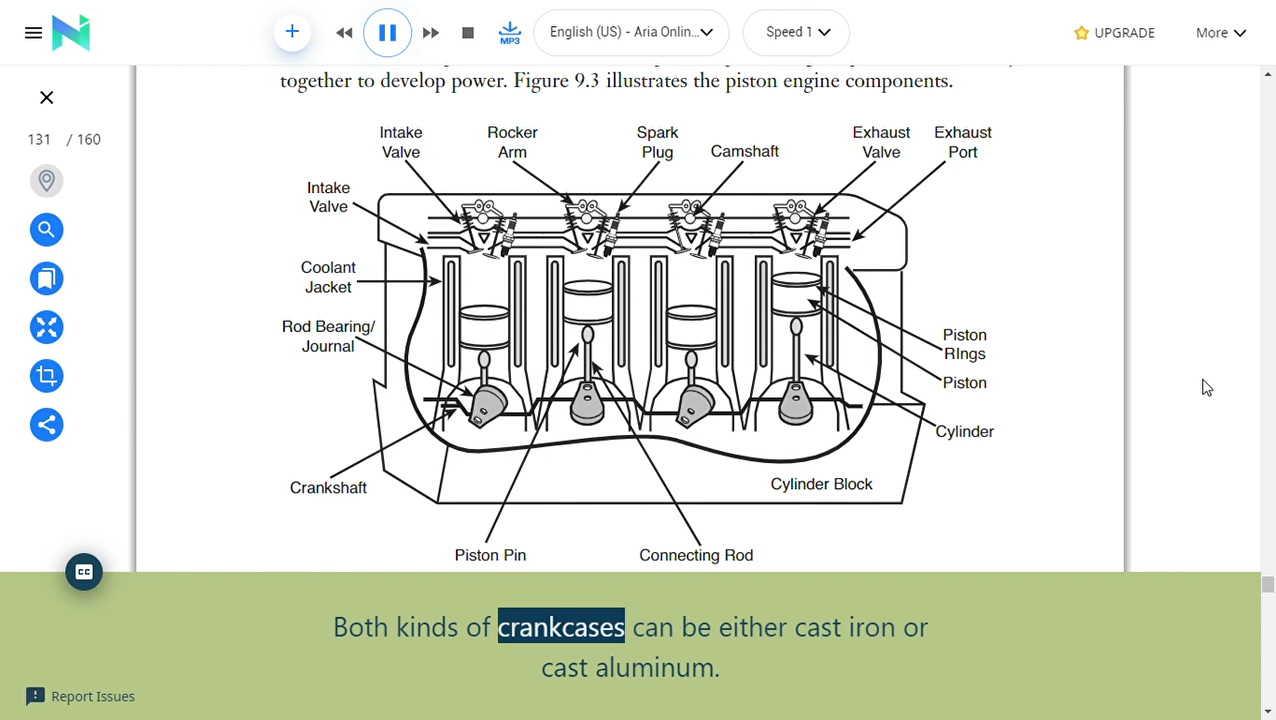 MP3
English (US) - Aria Onlin...
Speed 1
UPGRADE
More
131 / 160
together to develop power. Figure 9.3 illustrates the piston engine components.
Intake
Valve
Rocker
Arm
Spark
Plug
Camshaft
Exhaust
Valve
Exhaust
Port
Intake
Valve
Coolant
Jacket
Rod Bearing/
Journal
Piston
RIngs
Piston
Cylinder
Crankshaft
Cylinder Block
Piston Pin
Connecting Rod
CC
Both kinds of crankcases can be either cast iron or
cast aluminum.
Report Issues